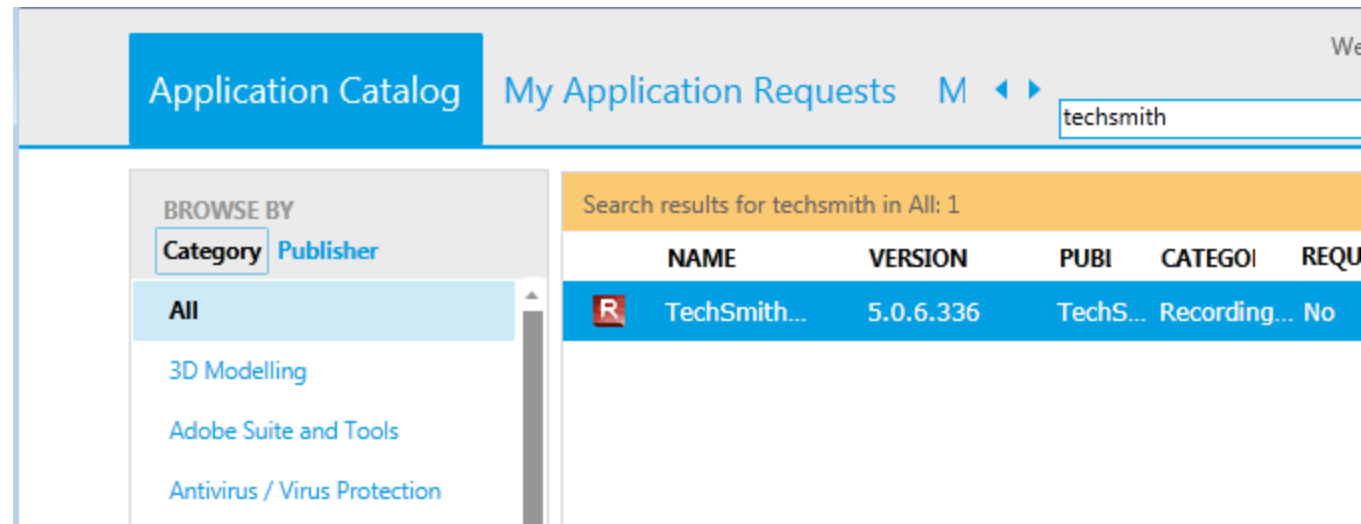 We
Application Catalog My Application Requests M
techsmith
BROWSE BY
Category Publisher
All
3D Modelling
Adobe Suite and Tools
Antivirus / Virus Protection
Search results for techsmith in All: 1
NAME VERSION PUBL CATEGOI REQU
R TechSmith... 5.0.6.336 TechS... Recording... No